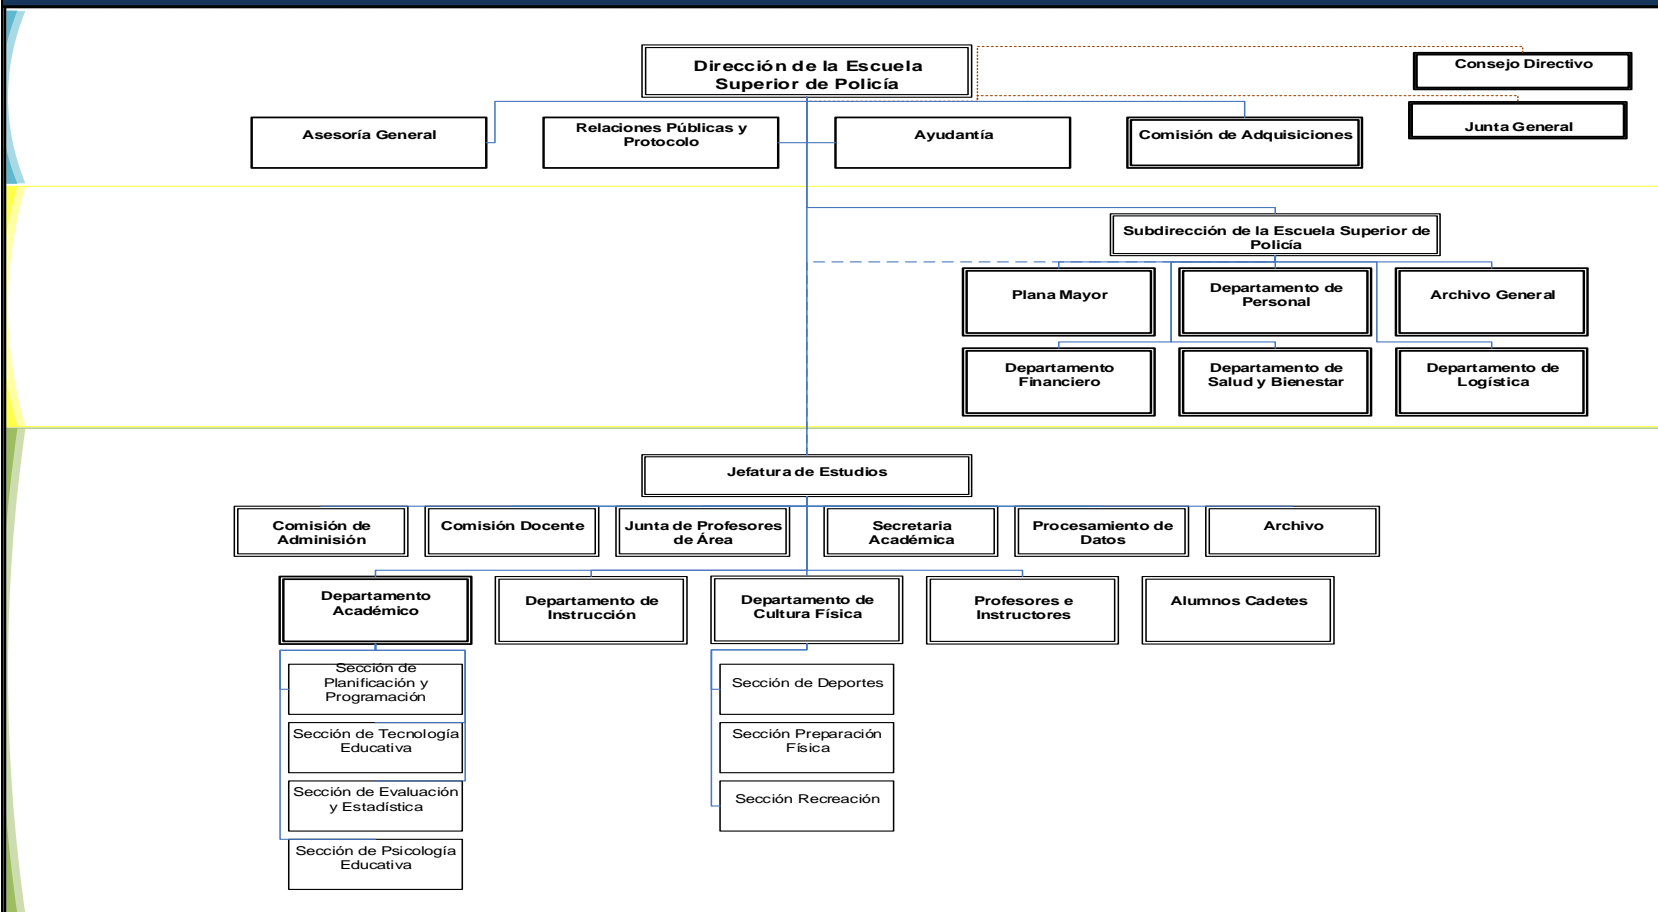 Dirección de la Escuela
Superior de Policía
Consejo Directivo
Junta General
Asesoría General
Relaciones Públicas y
Protocolo
Ayudantía
Comisión de Adquisiciones
Subdirección de la Escuela Superior de
Policía
Plana Mayor
Departamento de
Personal
Archivo General
Departamento
Financiero
Departamento de
Salud y Bienestar
Departamento de
Logística
Jefatura de Estudios
Comisión de
Adminisión
Comisión Docente
Junta de Profesores
de Área
Secretaria
Académica
Procesamiento de
Datos
Archivo
Departamento
Académico
Departamento de
Instrucción
Departamento de
Cultura Física
Profesores e
Instructores
Alumnos Cadetes
Sección de
Planificación y
Programación
Sección de Tecnología
Educativa
Sección de Evaluación
y Estadística
Sección de Psicología
Educativa
Sección de Deportes
Sección Preparación
Física
Sección Recreación